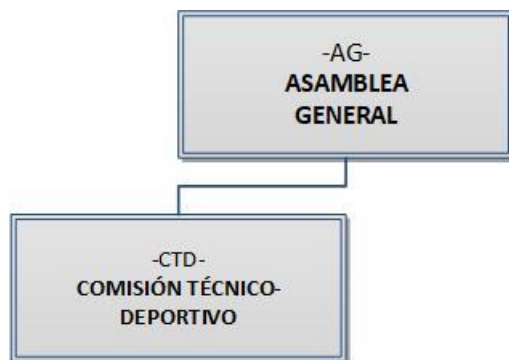 -AG-
ASAMBLEA
GENERAL
-CTD-
COMISIÓN TÉCNICO-
DEPORTIVO